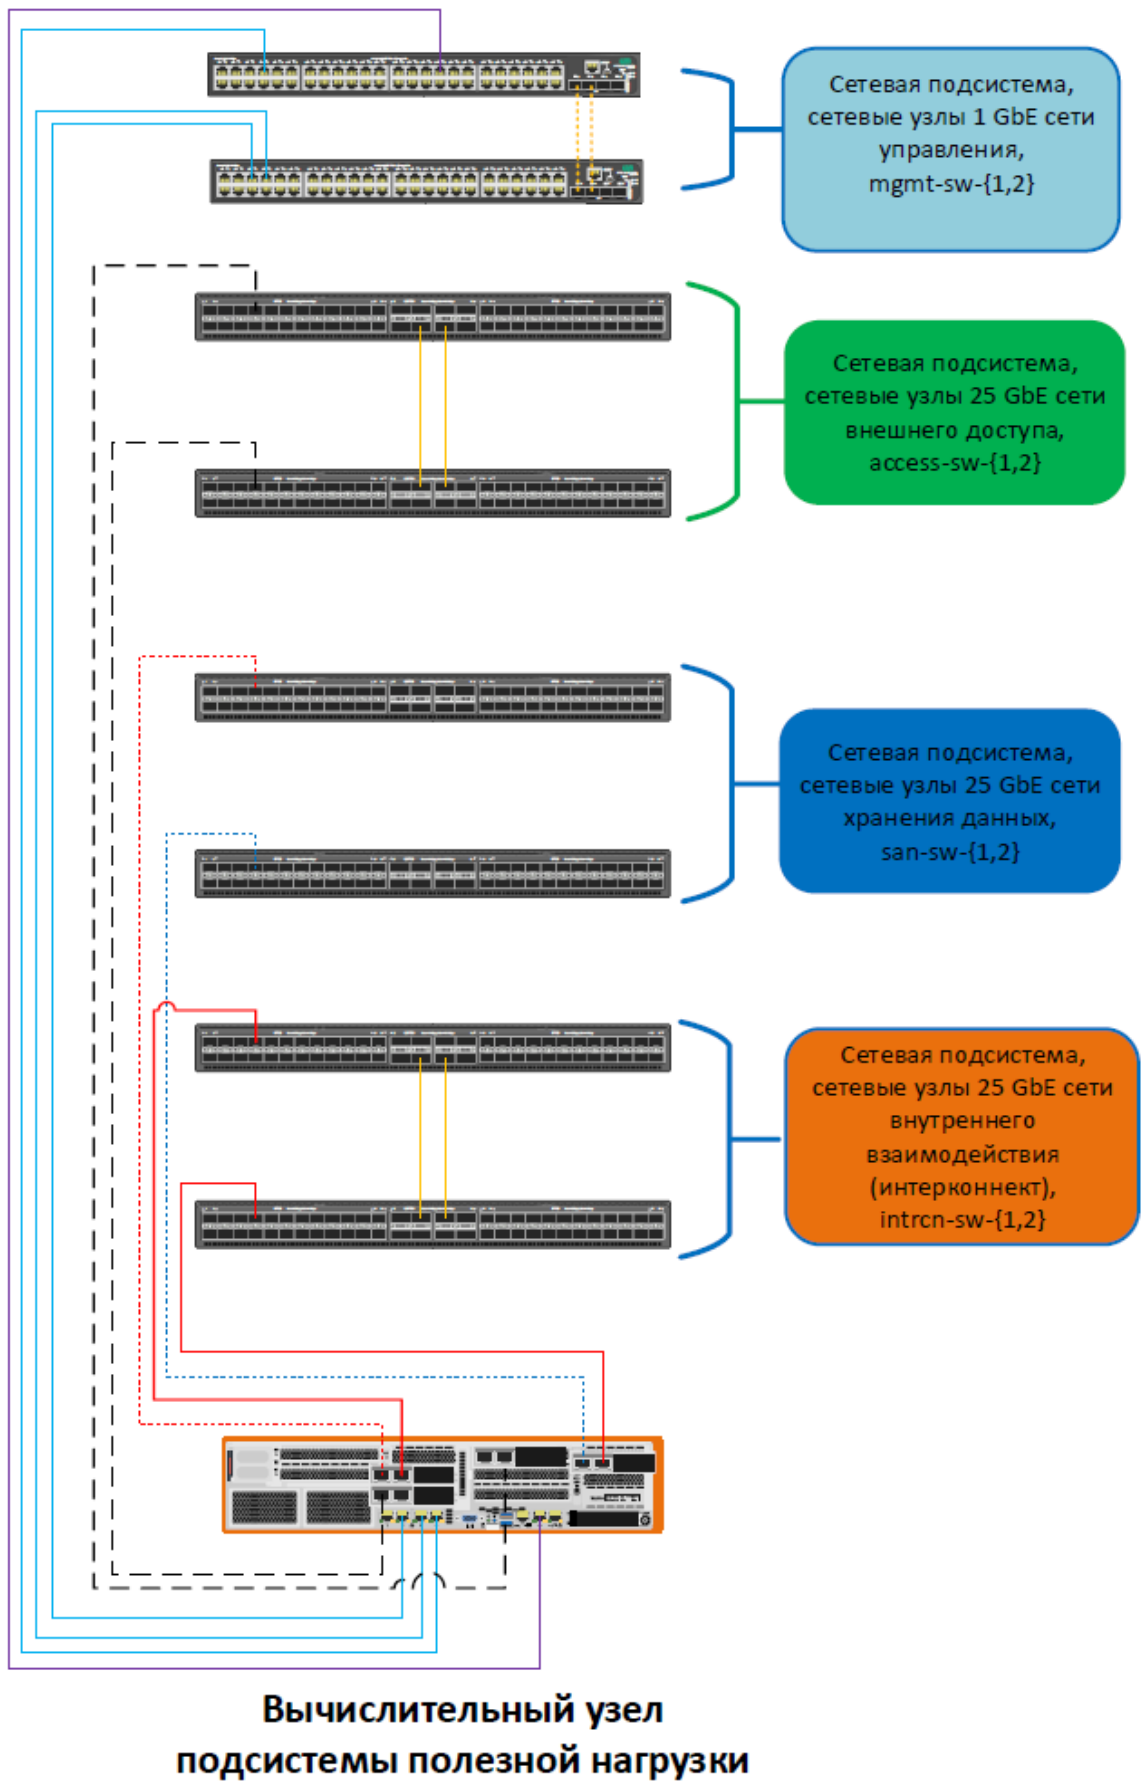 Сетевая подсистема,
сетевые узлы 1 GbE сети
управления,
mgmt-sw-{1,2}
Сетевая подсистема,
сетевые узлы 25 GbE сети
внешнего доступа,
access-sw-{1,2}
Сетевая подсистема,
сетевые узлы 25 GbE сети
хранения данных,
san-sw-{1,2}
Сетевая подсистема,
сетевые узлы 25 GbE сети
внутреннего
взаимодействия
(интерконнект),
intrcn-sw-{1,2}
Вычислительный узел
подсистемы полезной нагрузки